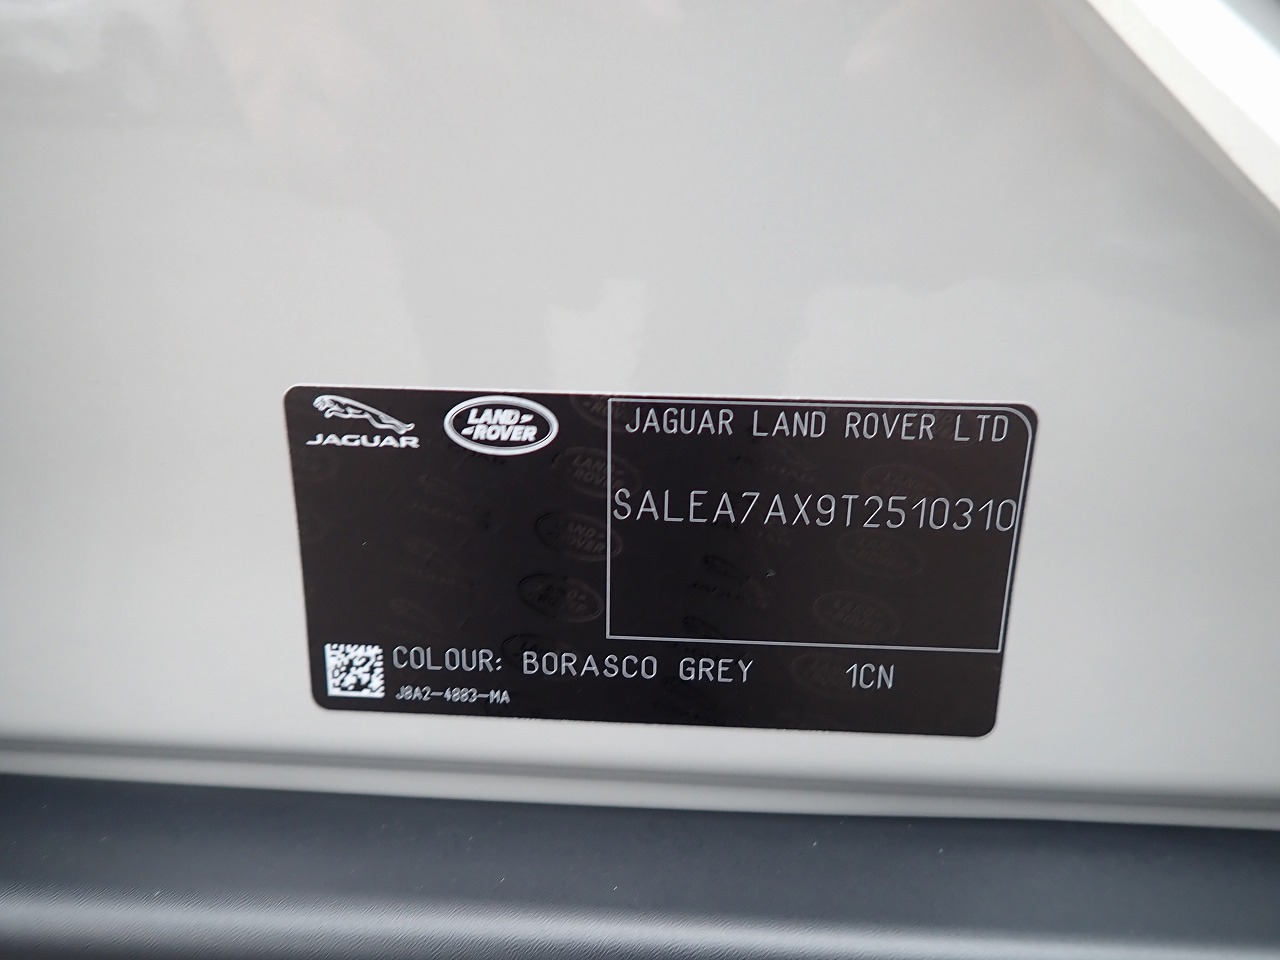 JAGUAR
LAND-
-ROVER
JAGUAR LAND ROVER LTD
SALEA7AX9T2510310
COLOUR: BORASCO GREY 1CN
J8A2-4883-MA